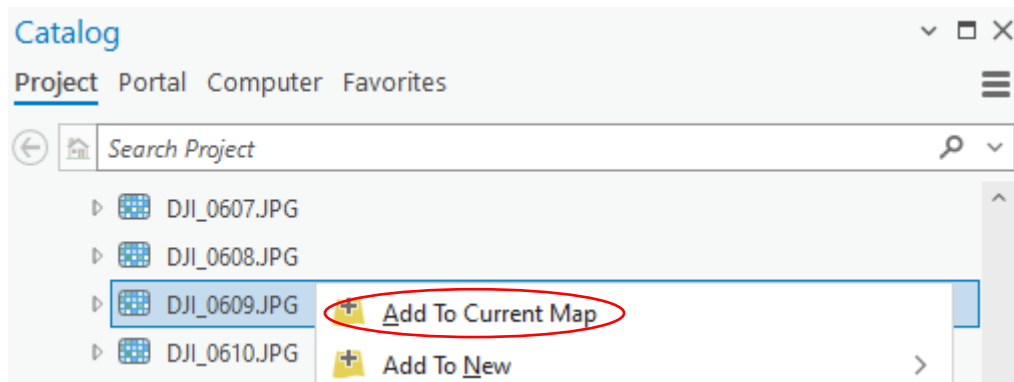 Catalog
Project Portal Computer Favorites
Search Project
DJI_0607.JPG
DJI_0608.JPG
DJI_0609.JPG
Add To Current Map
DJI_0610.JPG
Add To New